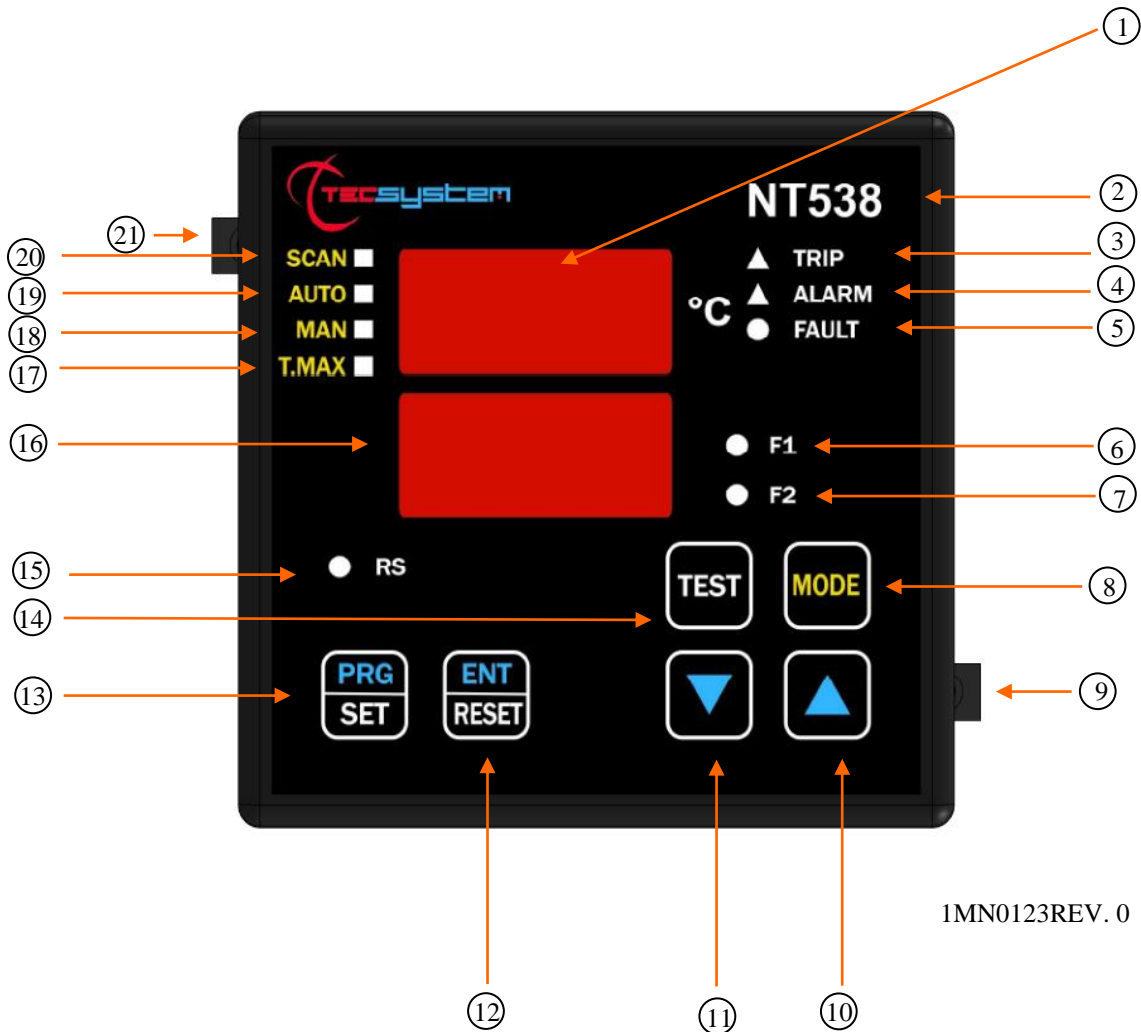 1
TECSYSTEM
NT538
2
21
20
SCAN
TRIP
3
19
AUTO
°C
ALARM
4
18
MAN
FAULT
5
17
T.MAX
16
F1
6
F2
7
15
RS
TEST
MODE
8
14
13
PRG
SET
ENT
RESET
9
1MN0123REV. 0
12
11
10